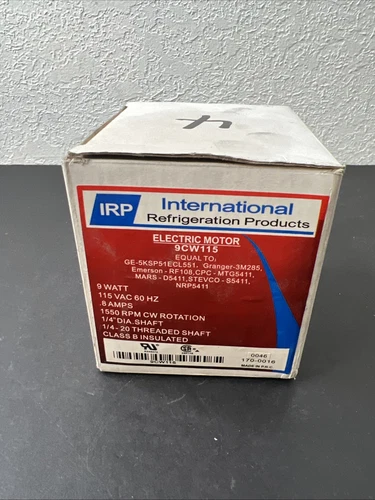 4
IRP
International
Refrigeration Products
ELECTRIC MOTOR
9CW115
EQUAL TO,
GE-5KSP51ECL551, Granger-3M285,
Emerson - RF108,CPC - MTG5411,
MARS - D5411,STEVCO - S5411,
NRP5411
9 WATT
115 VAC 60 HZ
.8 AMPS
1550 RPM CW ROTATION
1/4" DIA. SHAFT
1/4 - 20 THREADED SHAFT
CLASS B INSULATED
9CW115
0046
170-0016
MADE IN P.R.C.